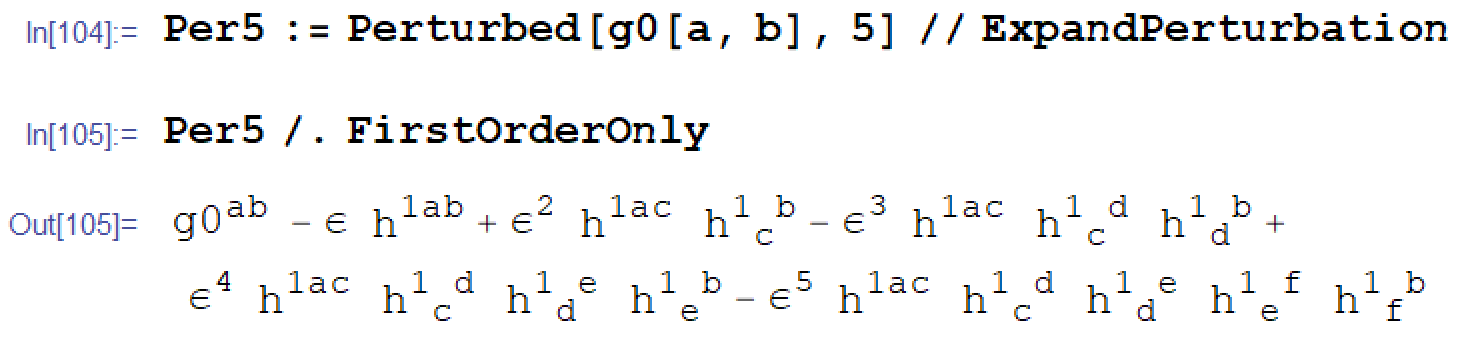 In[104]:= Per5 := Perturbed[g0[a, b], 5] // ExpandPerturbation
In[105]:= Per5 /. FirstOrderOnly
Out[105]= g0^{ab} - ϵ h^{1ab} + ϵ^2 h^{1ac} h^1_c^b - ϵ^3 h^{1ac} h^1_c^d h^1_d^b +
ϵ^4 h^{1ac} h^1_c^d h^1_d^e h^1_e^b - ϵ^5 h^{1ac} h^1_c^d h^1_d^e h^1_e^f h^1_f^b